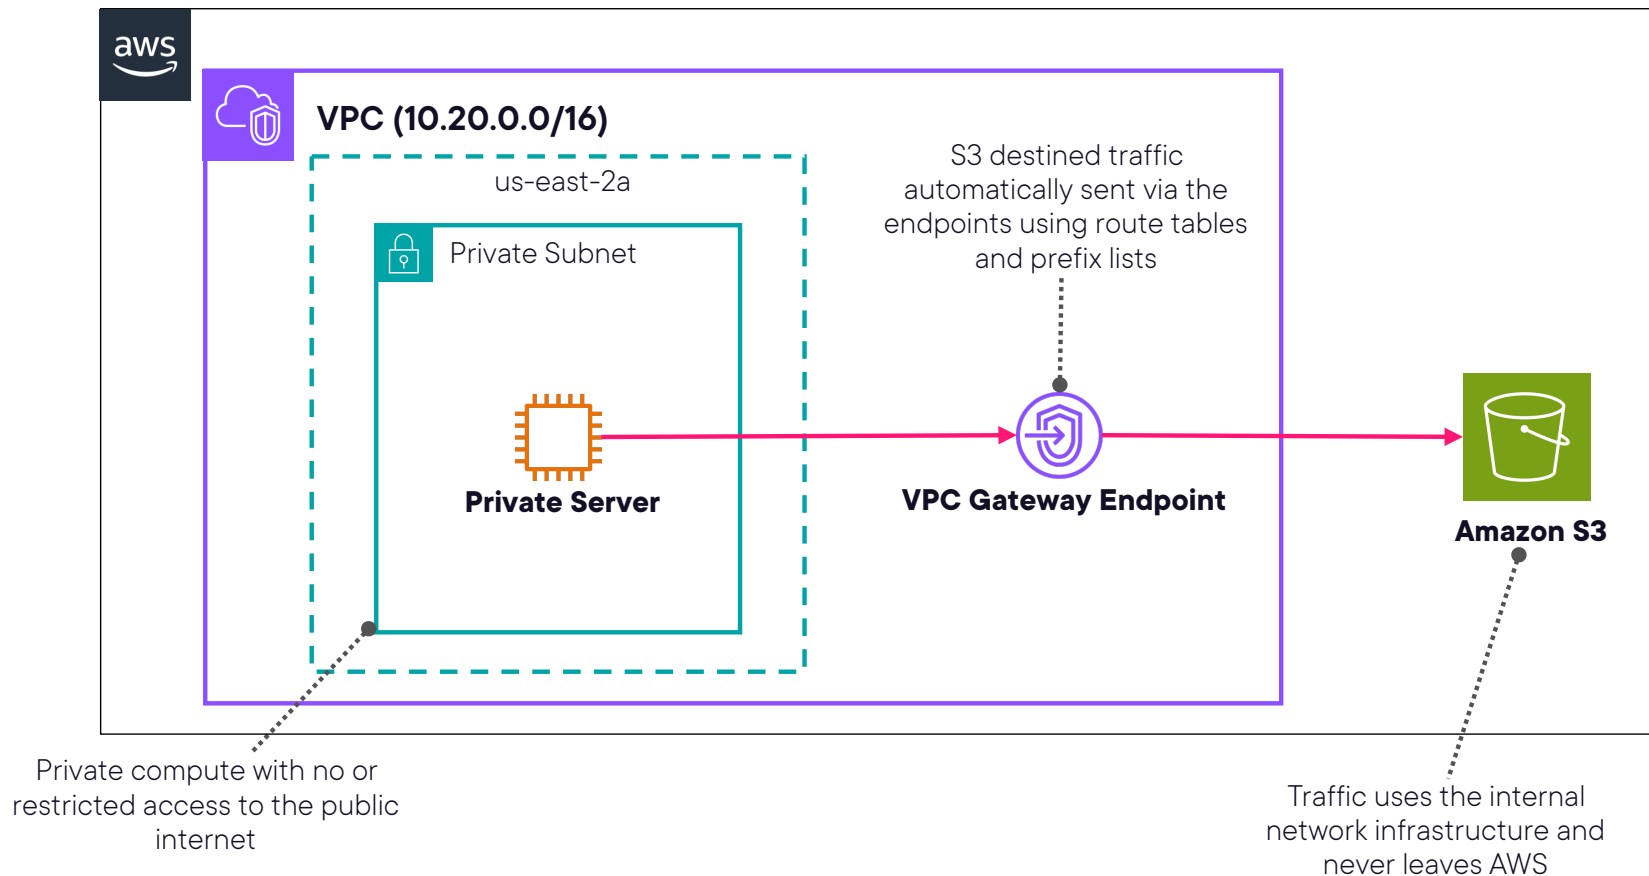 aws
VPC (10.20.0.0/16)
us-east-2a
Private Subnet
S3 destined traffic
automatically sent via the
endpoints using route tables
and prefix lists
Private Server
VPC Gateway Endpoint
Amazon S3
Private compute with no or
restricted access to the public
internet
Traffic uses the internal
network infrastructure and
never leaves AWS